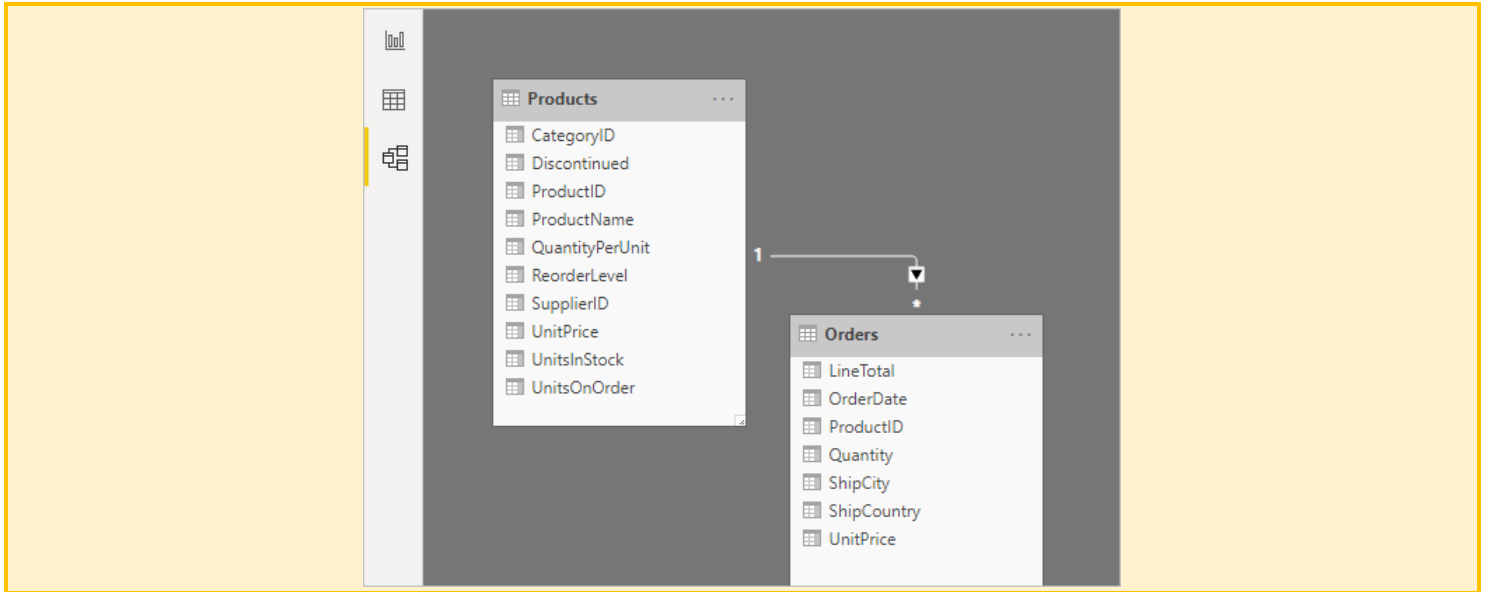 Products
CategoryID
Discontinued
ProductID
ProductName
QuantityPerUnit
ReorderLevel
SupplierID
UnitPrice
UnitsInStock
UnitsOnOrder
1
*
Orders
LineTotal
OrderDate
ProductID
Quantity
ShipCity
ShipCountry
UnitPrice